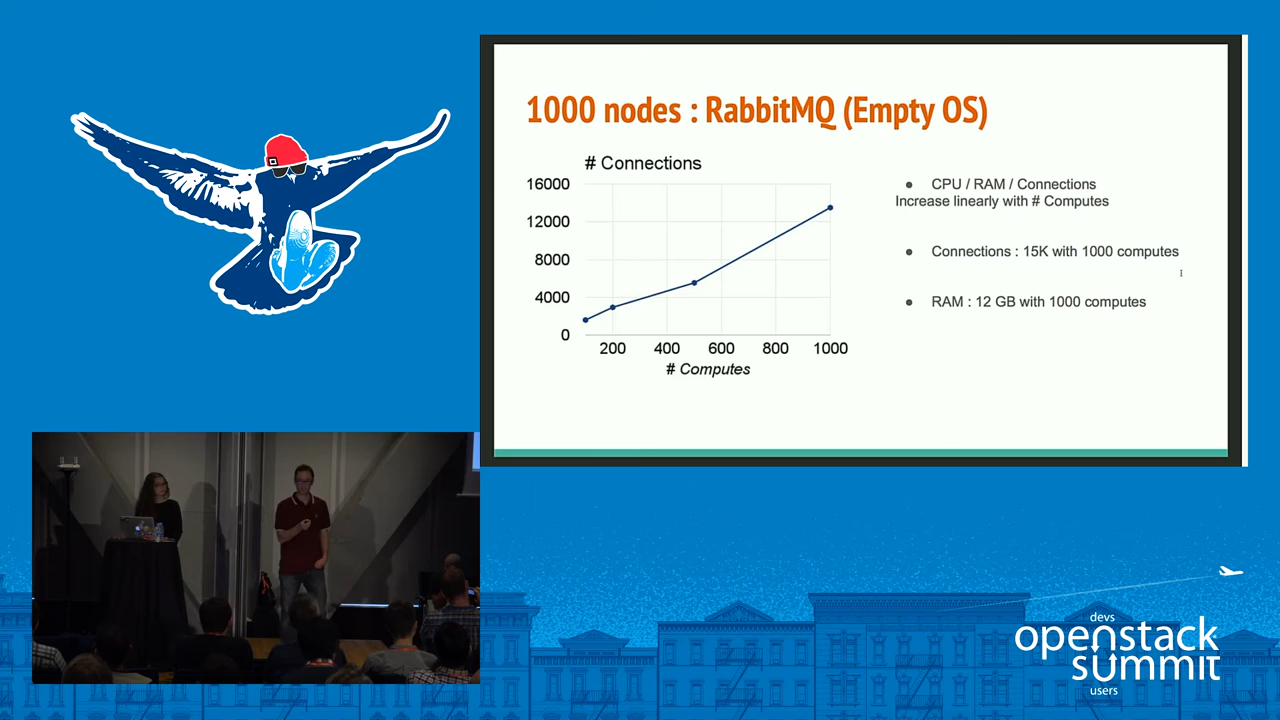 1000 nodes : RabbitMQ (Empty OS)
# Connections
16000
12000
8000
4000
0
200 400 600 800 1000
# Computes
● CPU / RAM / Connections
Increase linearly with # Computes
● Connections : 15K with 1000 computes
● RAM : 12 GB with 1000 computes
devs
openstack
summit
users